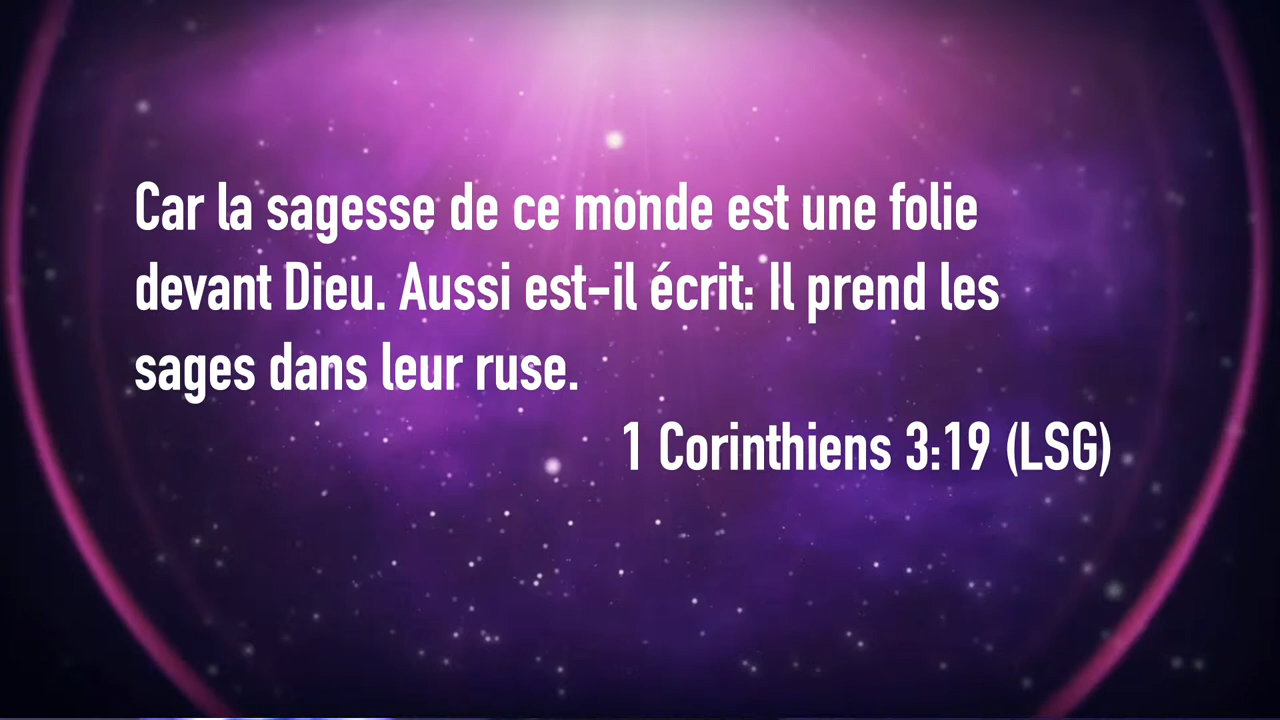 Car la sagesse de ce monde est une folie
devant Dieu. Aussi est-il écrit: Il prend les
sages dans leur ruse.
1 Corinthiens 3:19 (LSG)